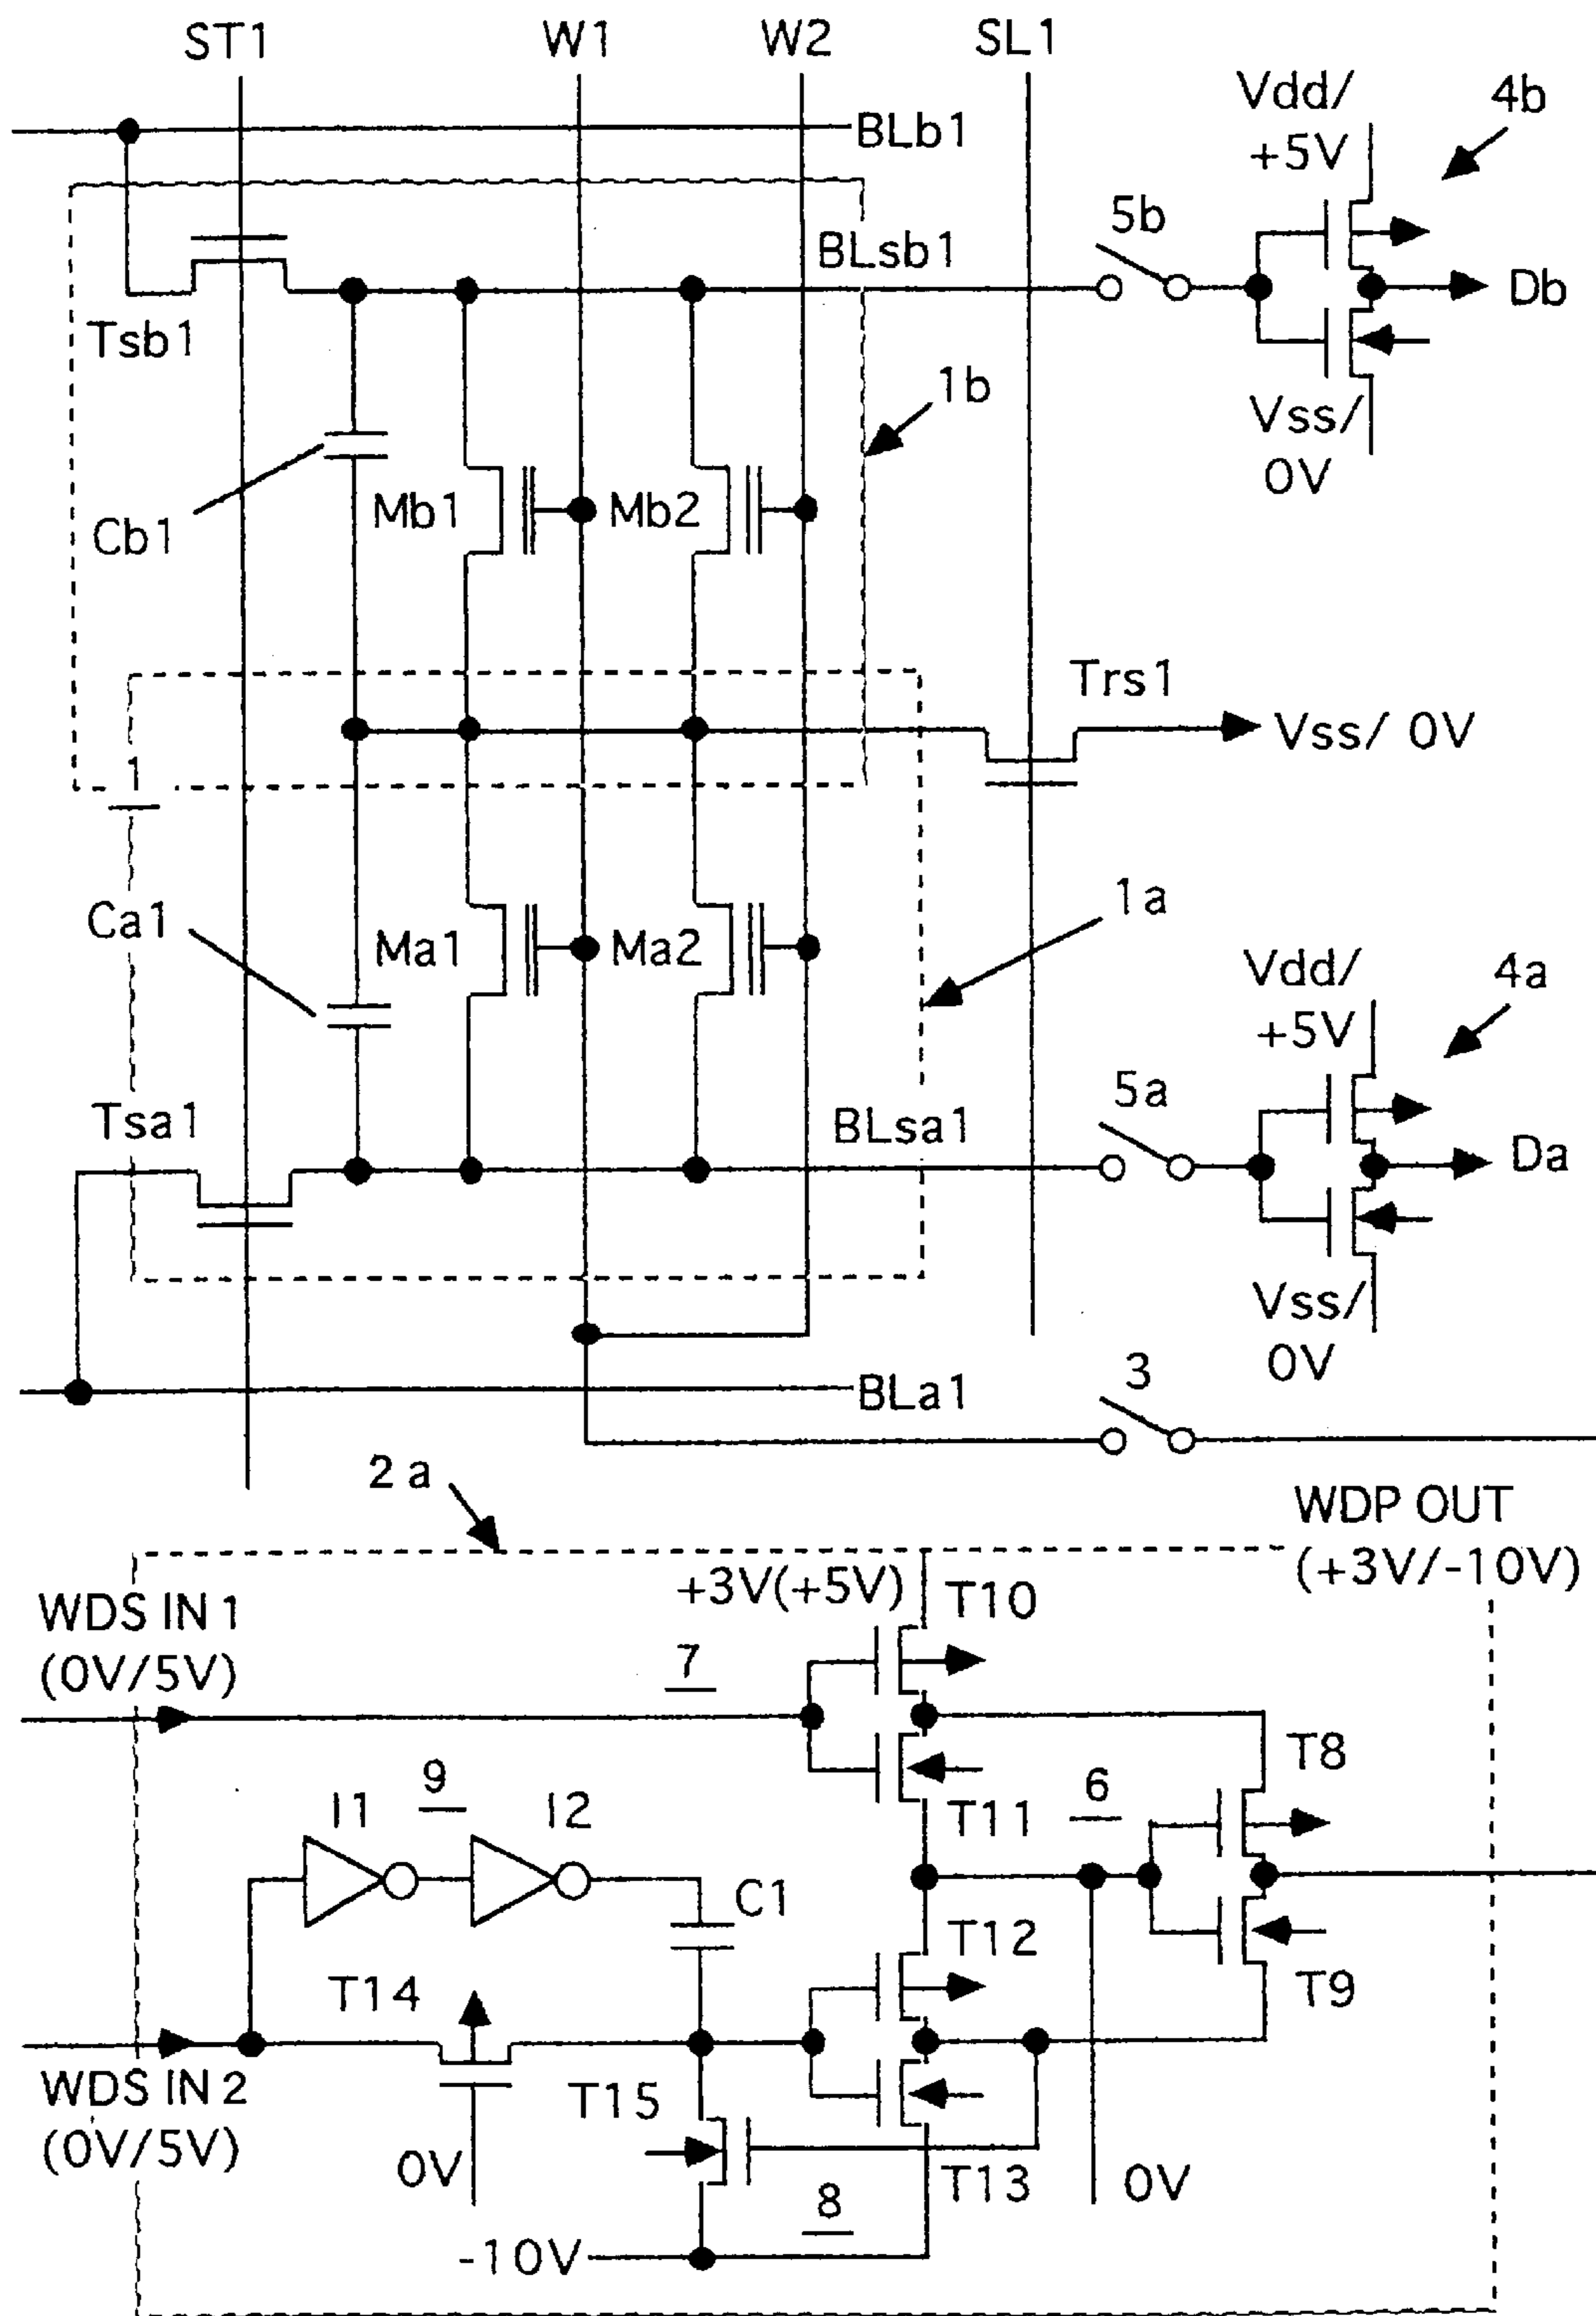 ST1 W1 W2 SL1
Vdd/
+5V
4b
BLb1
5b
BLsb1
Db
Tsb1
1b
Vss/
0V
Mb1 Mb2
Cb1
Trs1
Vss/ 0V
1
1a
Ca1
Ma1 Ma2
Vdd/
+5V
4a
5a
Tsa1
BLsa1
Da
Vss/
0V
3
BLa1
2a
WDP OUT
(+3V/-10V)
+3V(+5V)
T10
WDS IN 1
(0V/5V)
7
T8
9
I1 I2
T11
6
C1
T12
T14
T9
WDS IN 2
(0V/5V)
T15
0V
T13
0V
8
-10V